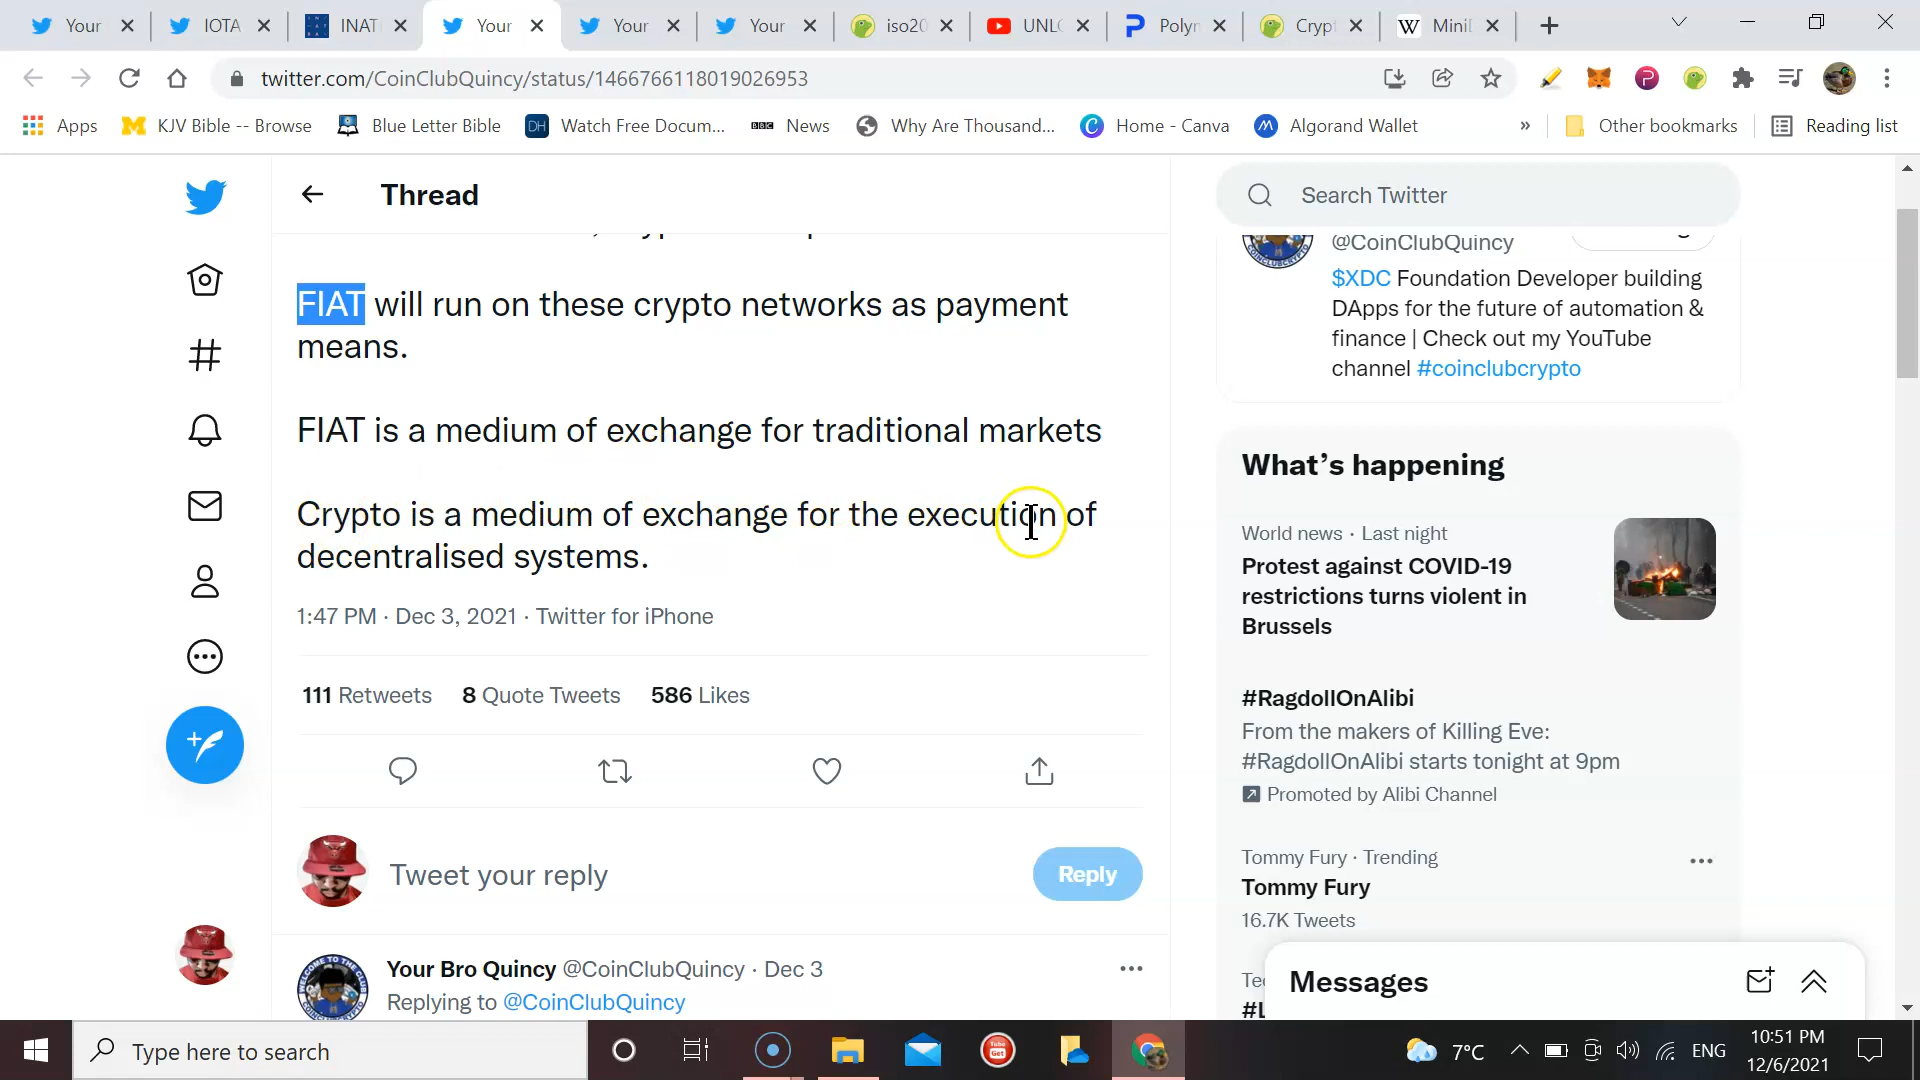 Your
IOTA
INAT
Your
Your
Your
iso20
UNLO
Polyn
Crypt
Mini
twitter.com/CoinClubQuincy/status/1466766118019026953
Apps
KJV Bible -- Browse
Blue Letter Bible
DH
Watch Free Docum...
BBC
News
Why Are Thousand...
Home - Canva
Algorand Wallet
»
Other bookmarks
Reading list
Thread
Search Twitter
@CoinClubQuincy
$XDC Foundation Developer building
DApps for the future of automation &
finance | Check out my YouTube
channel #coinclubcrypto
FIAT will run on these crypto networks as payment
means.
FIAT is a medium of exchange for traditional markets
Crypto is a medium of exchange for the execution of
decentralised systems.
1:47 PM · Dec 3, 2021 · Twitter for iPhone
111 Retweets 8 Quote Tweets 586 Likes
Tweet your reply
Reply
Your Bro Quincy @CoinClubQuincy · Dec 3
Replying to @CoinClubQuincy
What's happening
World news · Last night
Protest against COVID-19
restrictions turns violent in
Brussels
#RagdollOnAlibi
From the makers of Killing Eve:
#RagdollOnAlibi starts tonight at 9pm
Promoted by Alibi Channel
Tommy Fury · Trending
Tommy Fury
16.7K Tweets
Messages
Type here to search
7°C
ENG
10:51 PM
12/6/2021